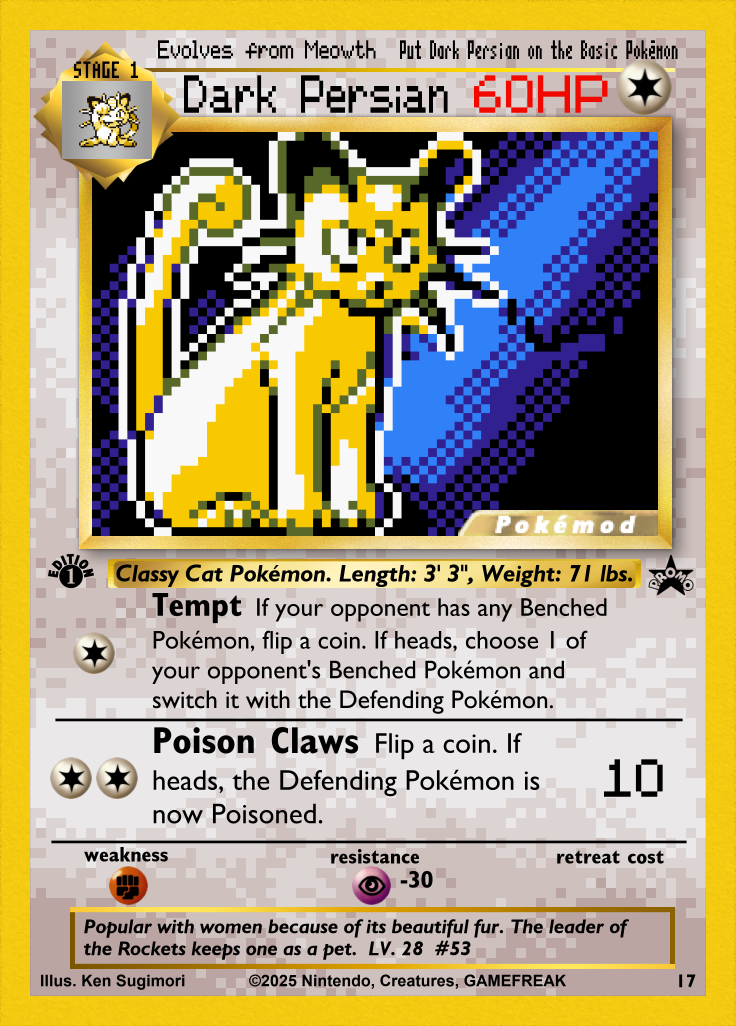 Evolves from Meowth Put Dark Persian on the Basic Pokémon
STAGE 1
Dark Persian 60HP
Pokémod
EDITION 1
Classy Cat Pokémon. Length: 3' 3", Weight: 71 lbs.
PROMO
Tempt If your opponent has any Benched
Pokémon, flip a coin. If heads, choose 1 of
your opponent's Benched Pokémon and
switch it with the Defending Pokémon.
Poison Claws Flip a coin. If
heads, the Defending Pokémon is
now Poisoned.
10
weakness resistance retreat cost
-30
Popular with women because of its beautiful fur. The leader of
the Rockets keeps one as a pet. LV. 28 #53
Illus. Ken Sugimori ©2025 Nintendo, Creatures, GAMEFREAK 17